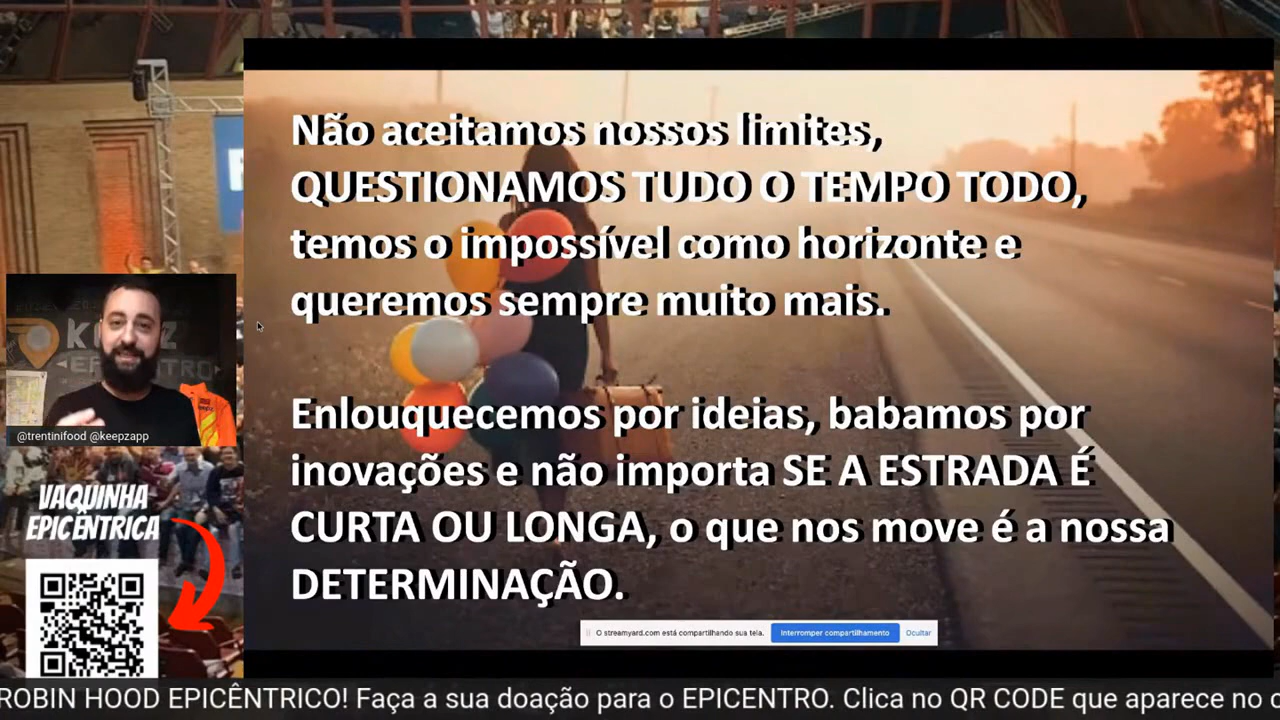 Não aceitamos nossos limites,
QUESTIONAMOS TUDO O TEMPO TODO,
temos o impossível como horizonte e
queremos sempre muito mais.
Enlouquecemos por ideias, babamos por
inovações e não importa SE A ESTRADA É
CURTA OU LONGA, o que nos move é a nossa
DETERMINAÇÃO.
@trentinifood @keepzapp
VAQUINHA
EPICÊNTRICA
O streamyard.com está compartilhando sua tela.
Interromper compartilhamento
Ocultar
ROBIN HOOD EPICÊNTRICO! Faça a sua doação para o EPICENTRO. Clica no QR CODE que aparece no